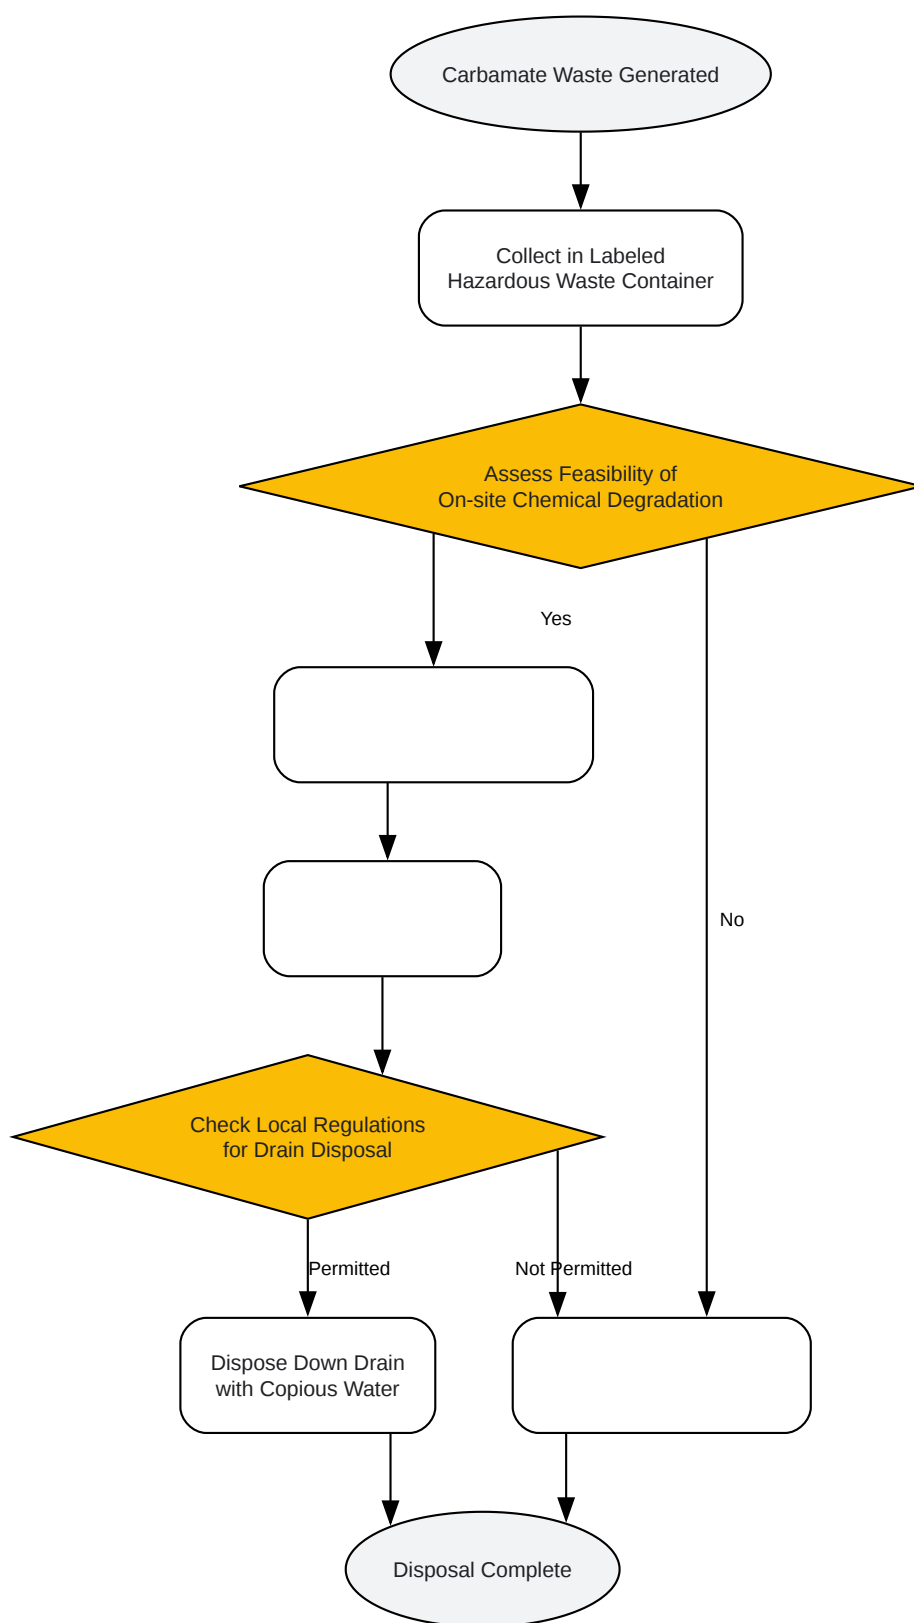 Carbamate Waste Generated
Collect in Labeled
Hazardous Waste Container
Assess Feasibility of
On-site Chemical Degradation
Yes
No
Check Local Regulations
for Drain Disposal
Permitted
Not Permitted
Dispose Down Drain
with Copious Water
Disposal Complete